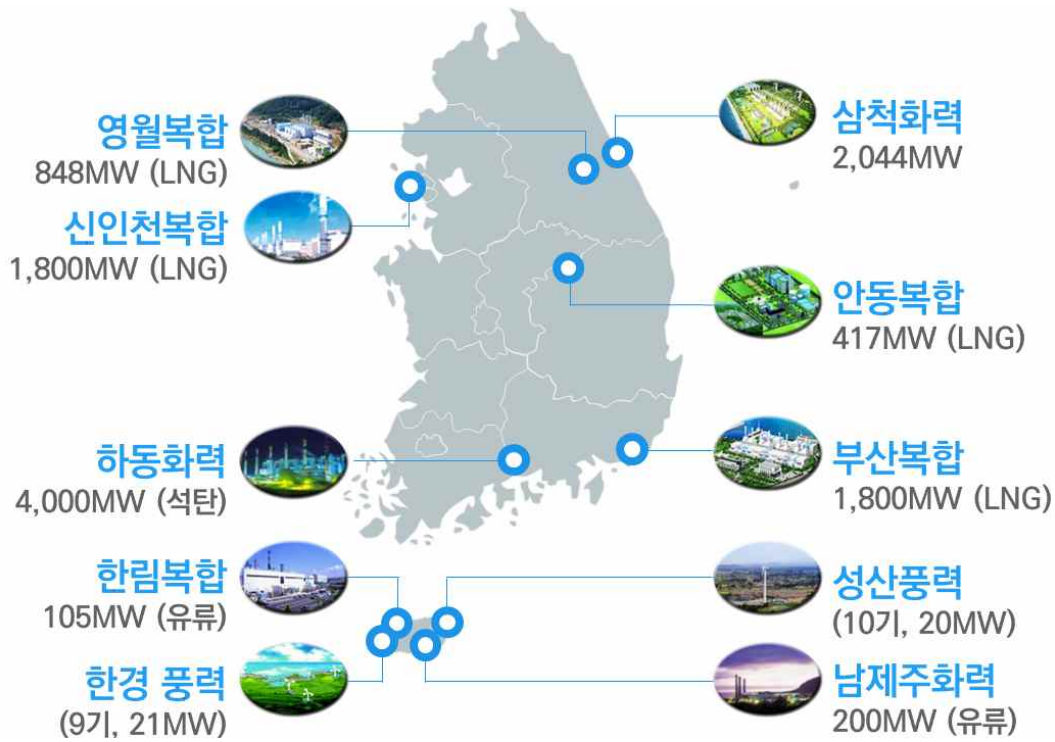 영월복합
848MW (LNG)
신인천복합
1,800MW (LNG)
하동화력
4,000MW (석탄)
한림복합
105MW (유류)
한경 풍력
(9기, 21MW)
삼척화력
2,044MW
안동복합
417MW (LNG)
부산복합
1,800MW (LNG)
성산풍력
(10기, 20MW)
남제주화력
200MW (유류)